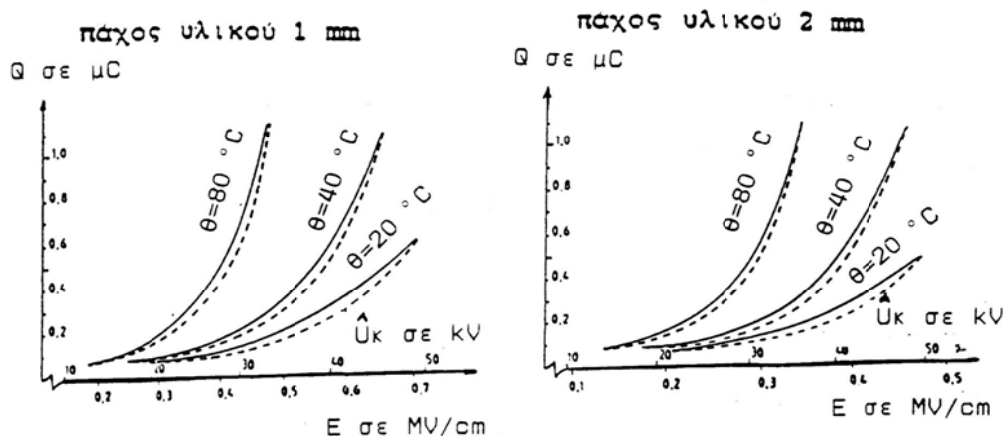 πάχος υλικού 1 mm
Q σε μC
1,0
0,8
0,6
0,4
0,2
θ=80 °C
θ=40 °C
θ=20 °C
Ûκ σε kV
10 20 30 40 50
0,2 0,3 0,4 0,5 0,6 0,7
E σε MV/cm
πάχος υλικού 2 mm
Q σε μC
1,0
0,8
0,6
0,4
0,2
θ=80 °C
θ=40 °C
θ=20 °C
Ûκ σε kV
10 20 30 40 50
0,1 0,2 0,3 0,4 0,5
E σε MV/cm